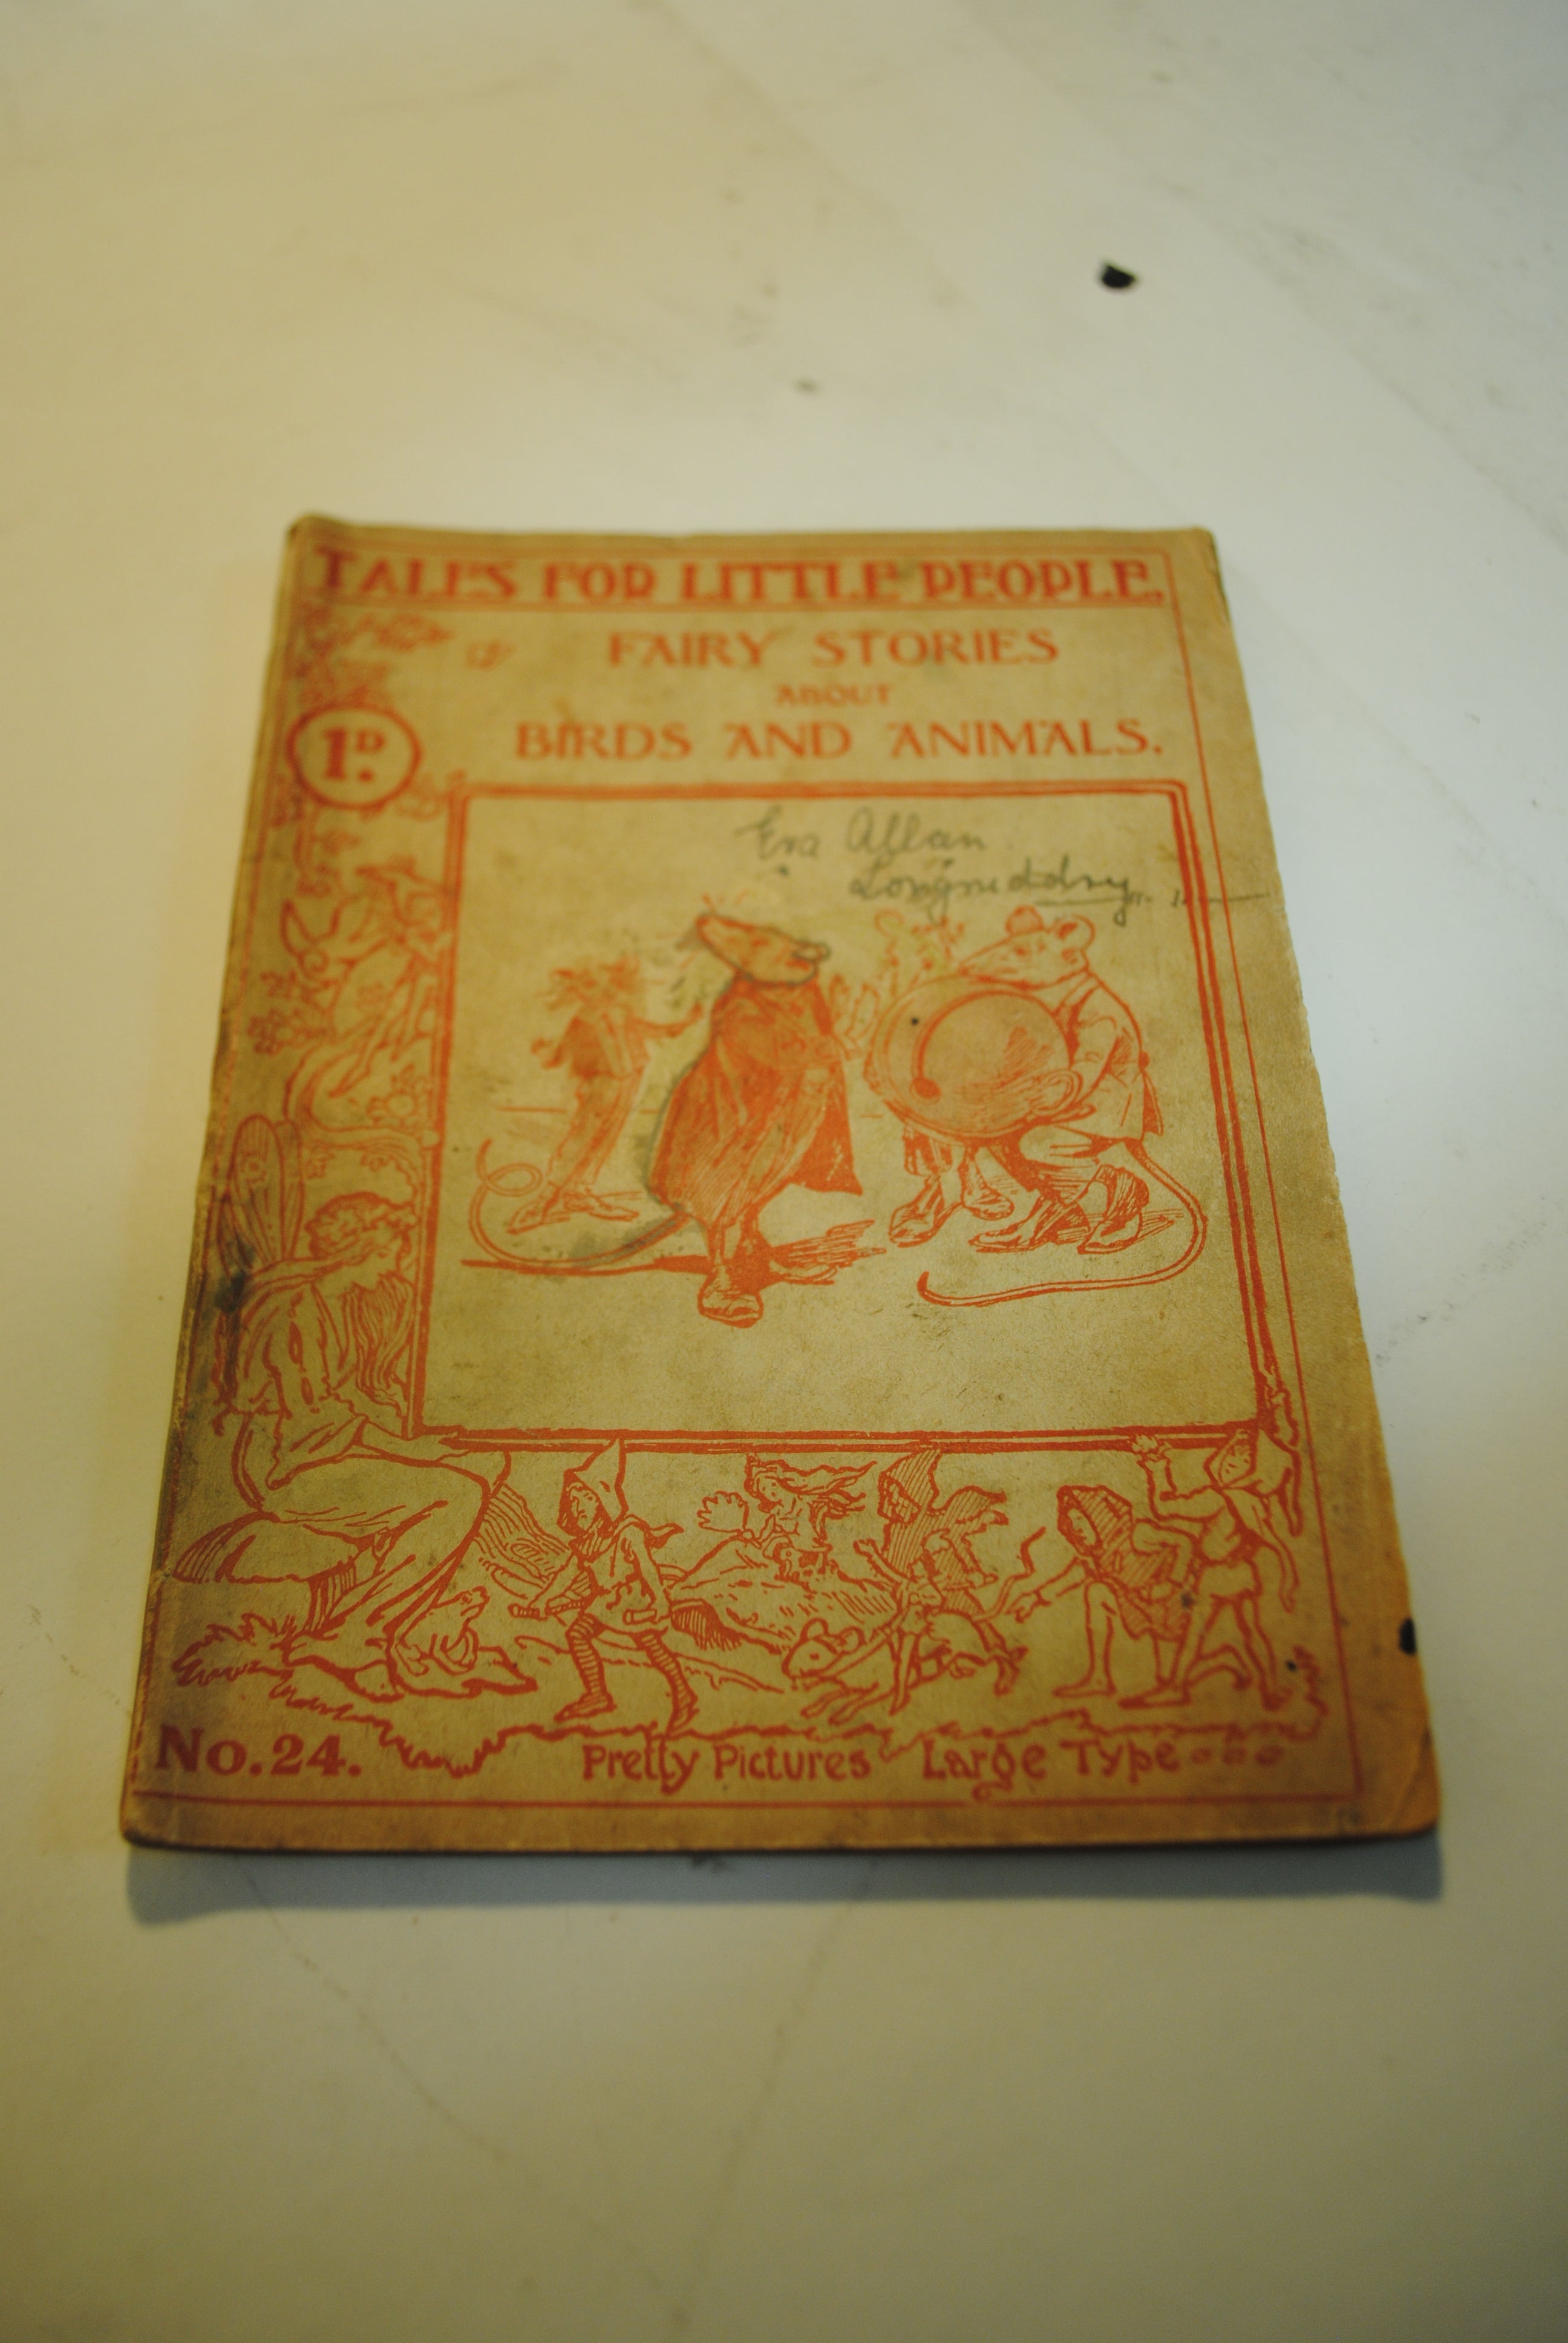 TALES FOR LITTLE PEOPLE.
FAIRY STORIES
ABOUT
BIRDS AND ANIMALS.
1D.
Eva Allan
Longniddry
No. 24.
Pretty Pictures Large Type